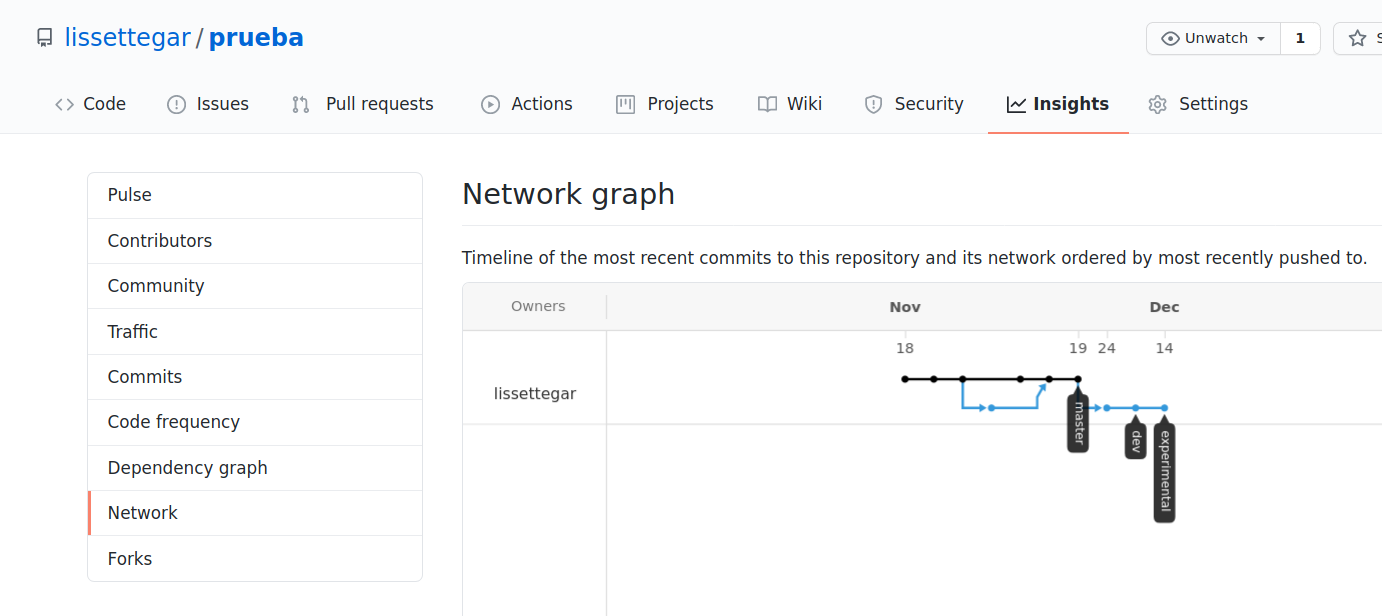 lissettegar / prueba
Unwatch 1 S
Code Issues Pull requests Actions Projects Wiki Security Insights Settings
Pulse
Contributors
Community
Traffic
Commits
Code frequency
Dependency graph
Network
Forks
Network graph
Timeline of the most recent commits to this repository and its network ordered by most recently pushed to.
Owners Nov Dec
18 19 24 14
lissettegar
master
dev
experimental